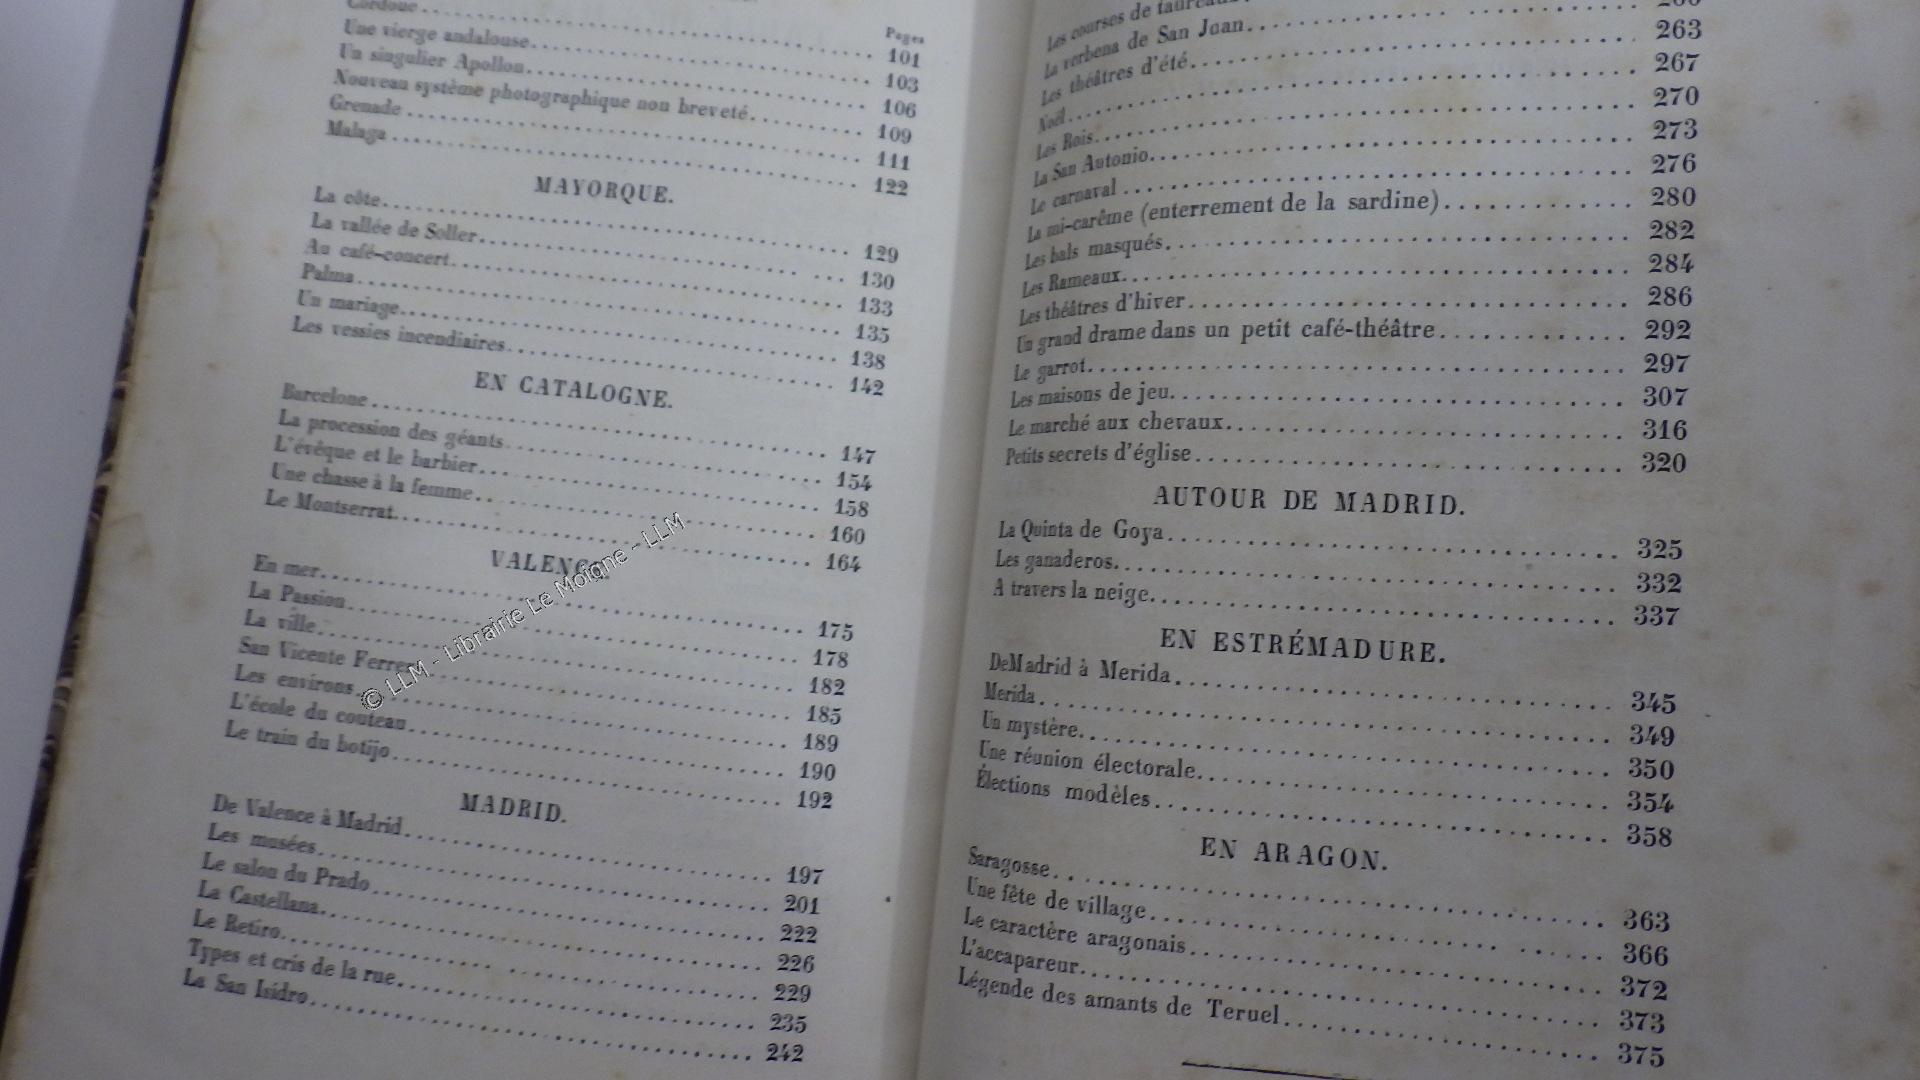 Pages
Cordoue 101
Une vierge andalouse 103
Un singulier Apollon 106
Nouveau système photographique non breveté 109
Grenade 111
Malaga 122
MAYORQUE.
La côte 129
La vallée de Soller 130
Au café-concert 133
Palma 135
Un mariage 138
Les vessies incendiaires 142
EN CATALOGNE.
Barcelone 147
La procession des géants 154
L'évêque et le barbier 158
Une chasse à la femme 160
Le Montserrat 164
VALENCE
En mer 175
La Passion 178
La ville 182
San Vicente Ferrer 185
Les environs 189
L'école du couteau 190
Le train du botijo 192
MADRID.
De Valence à Madrid 197
Les musées 201
Le salon du Prado 222
La Castellana 226
Le Retiro 229
Types et cris de la rue 235
La San Isidro 242
© LLM - Librairie Le Moigne - LLM
Les courses de taureaux
La verbena de San Juan 263
Les théâtres d'été 267
Noël 270
Les Rois 273
La San Antonio 276
Le carnaval 280
La mi-carême (enterrement de la sardine) 282
Les bals masqués 284
Les Rameaux 286
Les théâtres d'hiver 292
Un grand drame dans un petit café-théâtre 297
Le garrot 307
Les maisons de jeu 316
Le marché aux chevaux 320
Petits secrets d'église
AUTOUR DE MADRID.
La Quinta de Goya 325
Les ganaderos 332
A travers la neige 337
EN ESTRÉMADURE.
De Madrid à Merida 345
Merida 349
Un mystère 350
Une réunion électorale 354
Élections modèles 358
EN ARAGON.
Saragosse 363
Une fête de village 366
Le caractère aragonais 372
L'accapareur 373
Légende des amants de Teruel 375